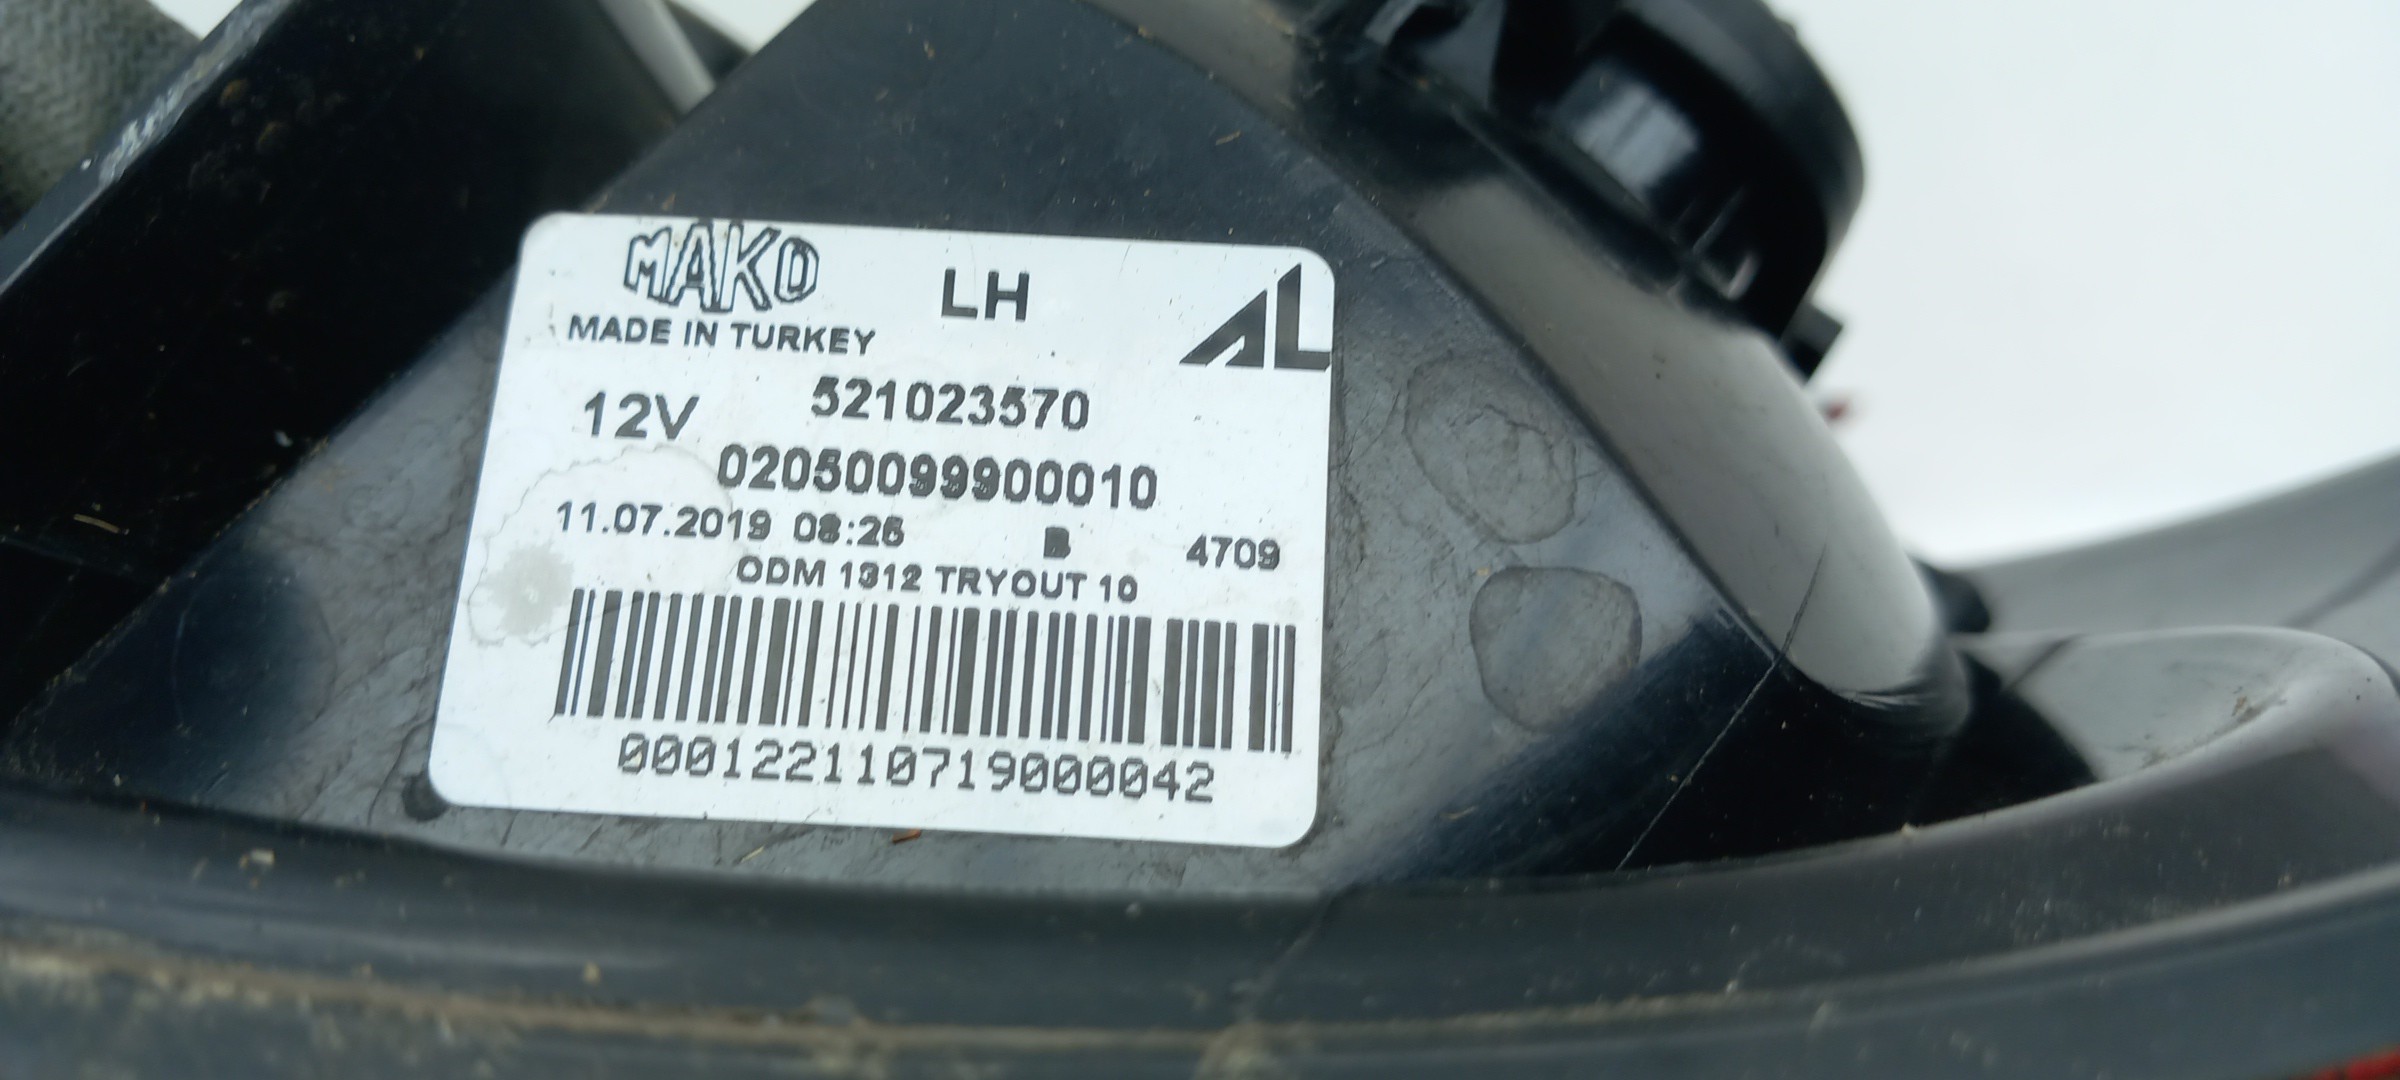 MAKO
LH
AL
MADE IN TURKEY
12V
521023570
02050099900010
11.07.2019 08:26
B
4709
ODM 1312 TRYOUT 10
000122110719000042